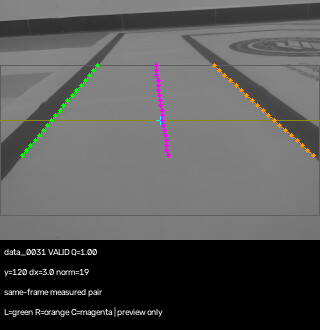 data_0031 VALID Q=1.00
y=120 dx=3.0 norm=19
same-frame measured pair
L=green R=orange C=magenta | preview only